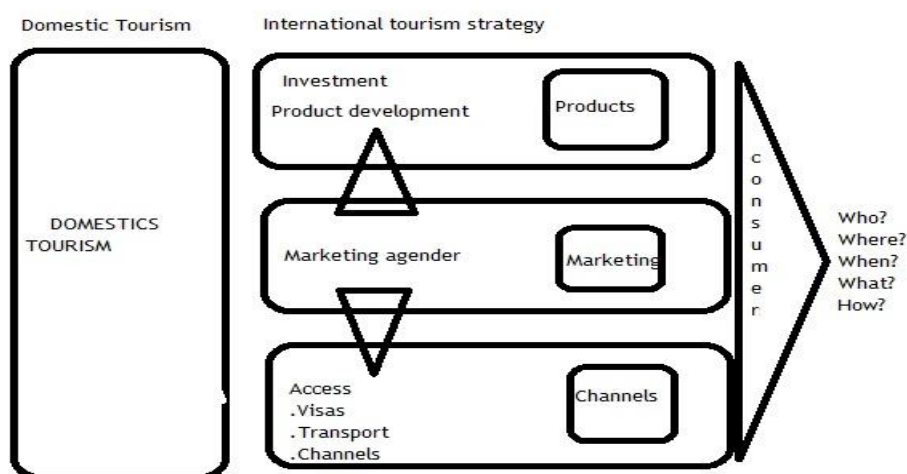 Domestic Tourism
International tourism strategy
DOMESTICS
TOURISM
Investment
Product development
Products
Marketing agender
Marketing
Access
.Visas
.Transport
.Channels
Channels
consumer
Who?
Where?
When?
What?
How?